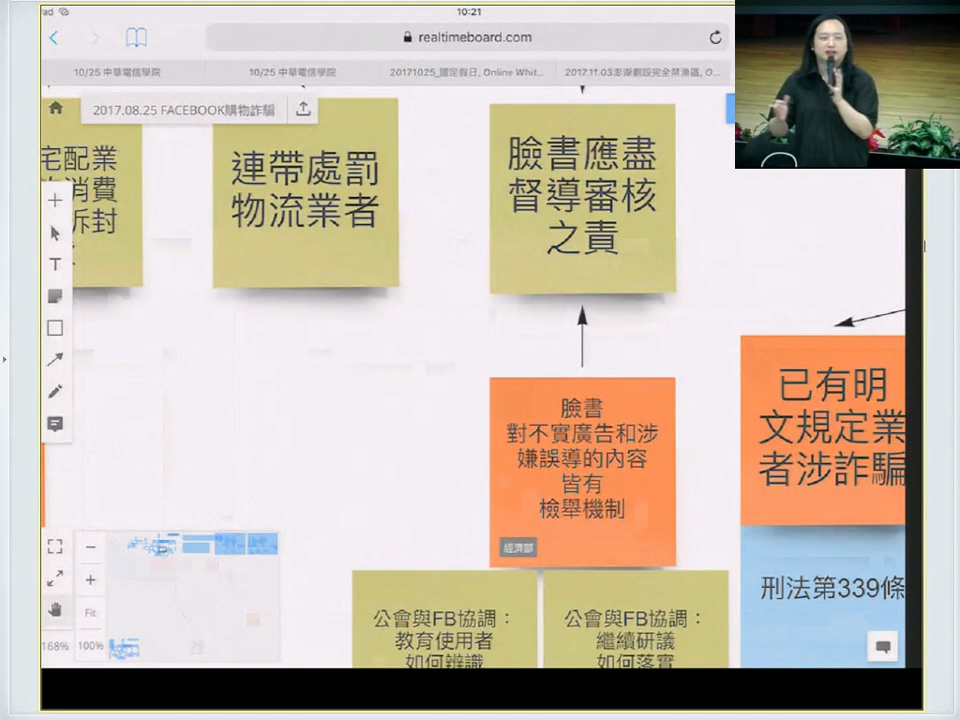 10:21
realtimeboard.com
10/25 中華電信學院
10/25 中華電信學院
20171025_國定假日, Online Whit...
2017.11.03澎湖劃設完全禁漁區, O...
2017.08.25 FACEBOOK購物詐騙
宅配業
消費
拆封
連帶處罰
物流業者
臉書應盡
督導審核
之責
臉書
對不實廣告和涉
嫌誤導的內容
皆有
檢舉機制
經濟部
已有明
文規定業
者涉詐騙
刑法第339條
公會與FB協調：
教育使用者
如何辨識
公會與FB協調：
繼續研議
如何落實
Fit
168%
100%